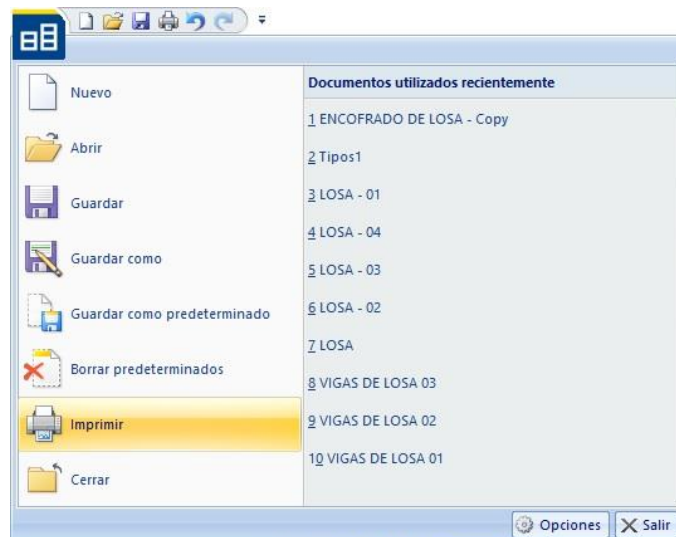 Nuevo
Abrir
Guardar
Guardar como
Guardar como predeterminado
Borrar predeterminados
Imprimir
Cerrar
Documentos utilizados recientemente
1 ENCOFRADO DE LOSA - Copy
2 Tipos1
3 LOSA - 01
4 LOSA - 04
5 LOSA - 03
6 LOSA - 02
7 LOSA
8 VIGAS DE LOSA 03
9 VIGAS DE LOSA 02
10 VIGAS DE LOSA 01
Opciones
Salir